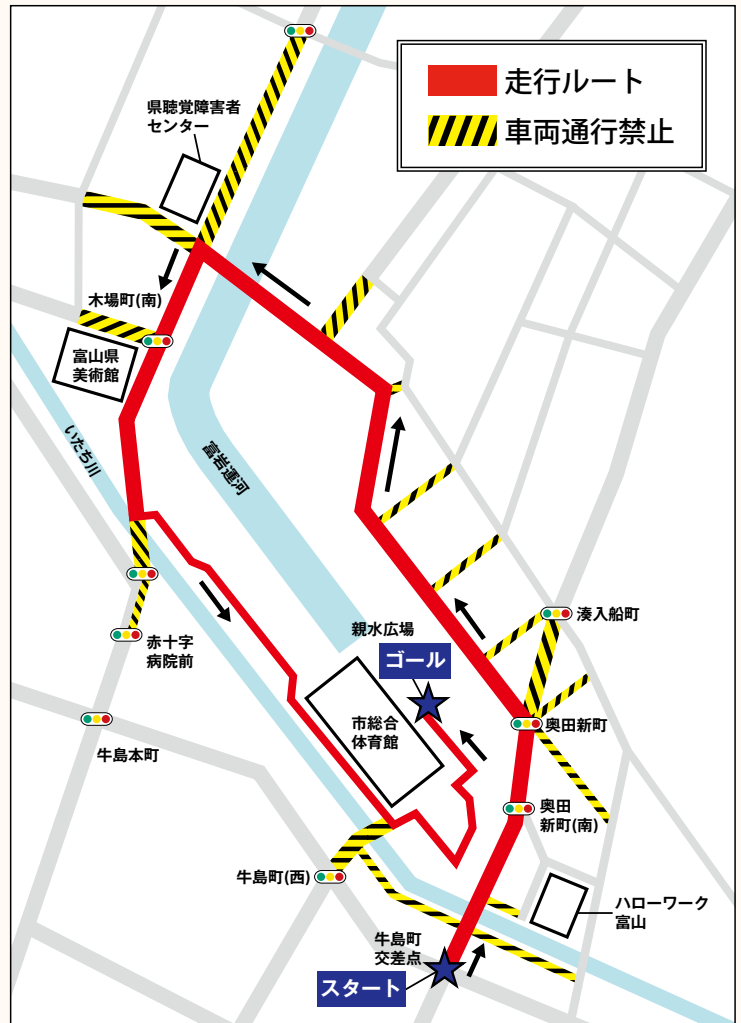 走行ルート
車両通行禁止
県聴覚障害者
センター
木場町(南)
富山県
美術館
いたち川
富岩運河
赤十字
病院前
親水広場
湊入船町
ゴール
市総合
体育館
奥田新町
牛島本町
奥田
新町(南)
牛島町(西)
ハローワーク
富山
牛島町
交差点
スタート